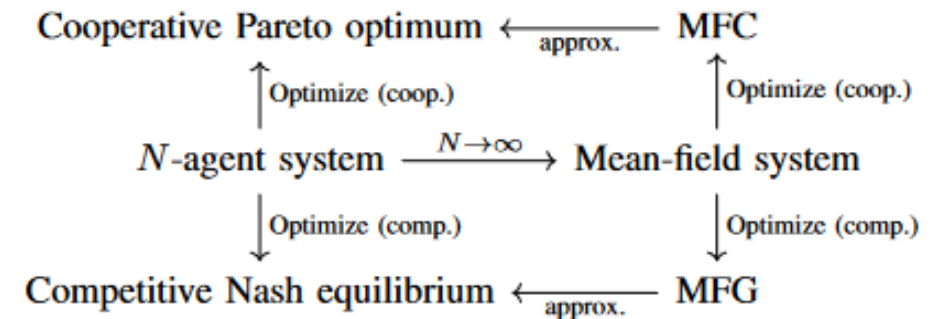 Cooperative Pareto optimum approx. MFC
Optimize (coop.) Optimize (coop.)
N-agent system N→∞ Mean-field system
Optimize (comp.) Optimize (comp.)
Competitive Nash equilibrium approx. MFG